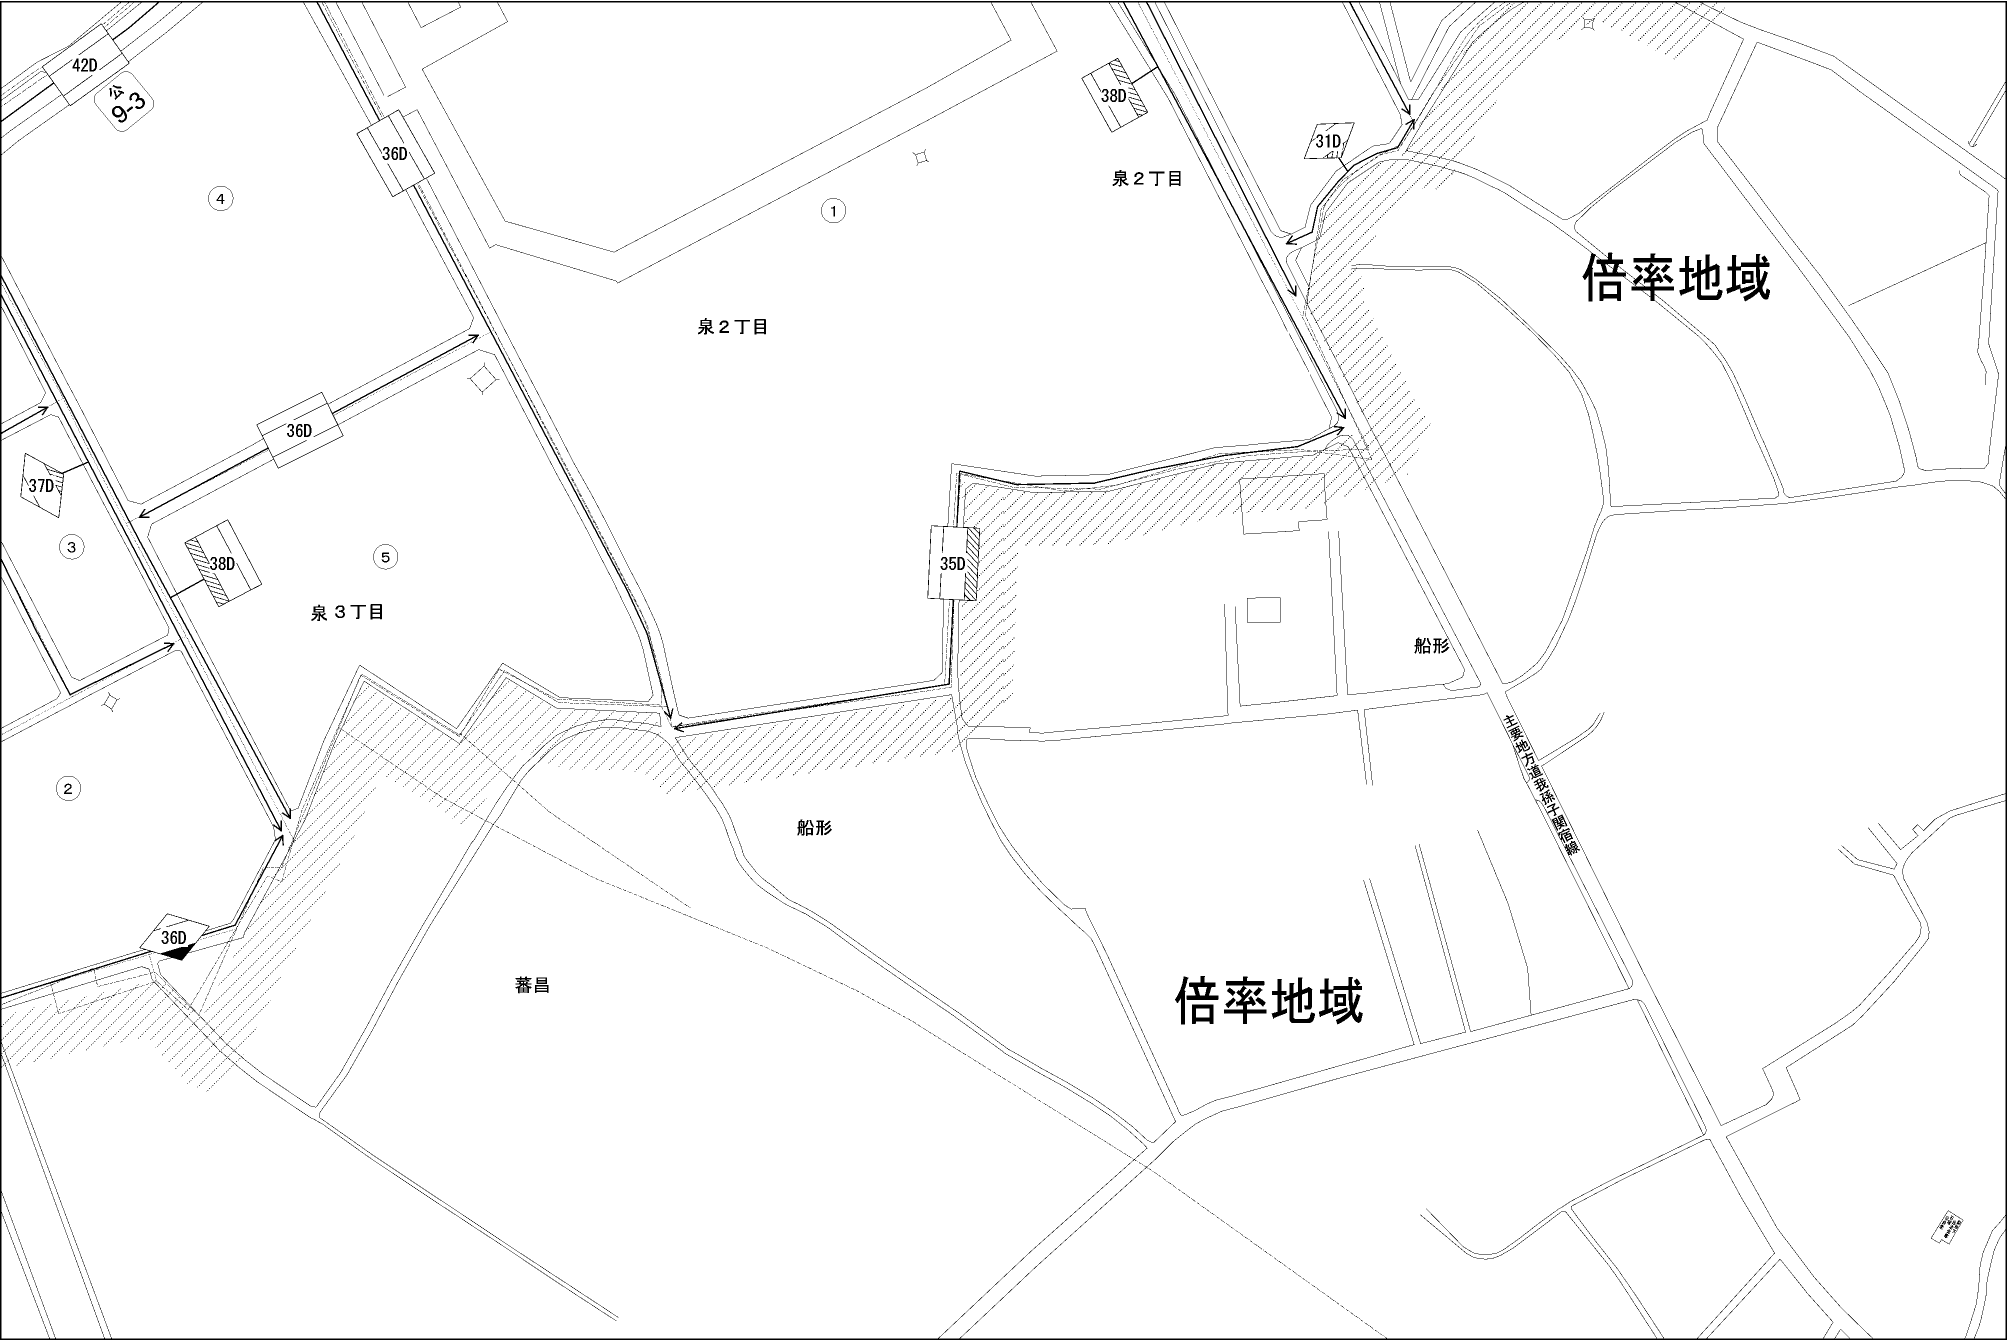 42D
公
9-3
38D
31D
36D
泉２丁目
④
①
倍率地域
泉２丁目
36D
37D
③
⑤
38D
35D
泉３丁目
船形
主要地方道我孫子関宿線
②
船形
36D
蕃昌
倍率地域